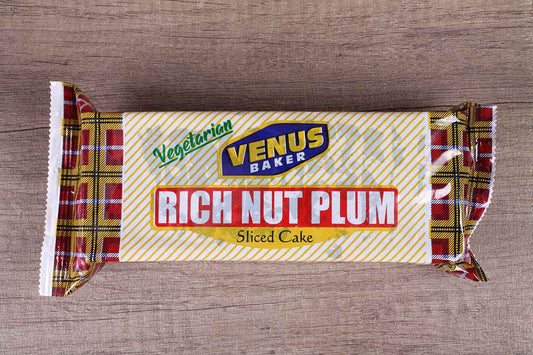 Vegetarian
VENUS
BAKER
RICH NUT PLUM
Sliced Cake